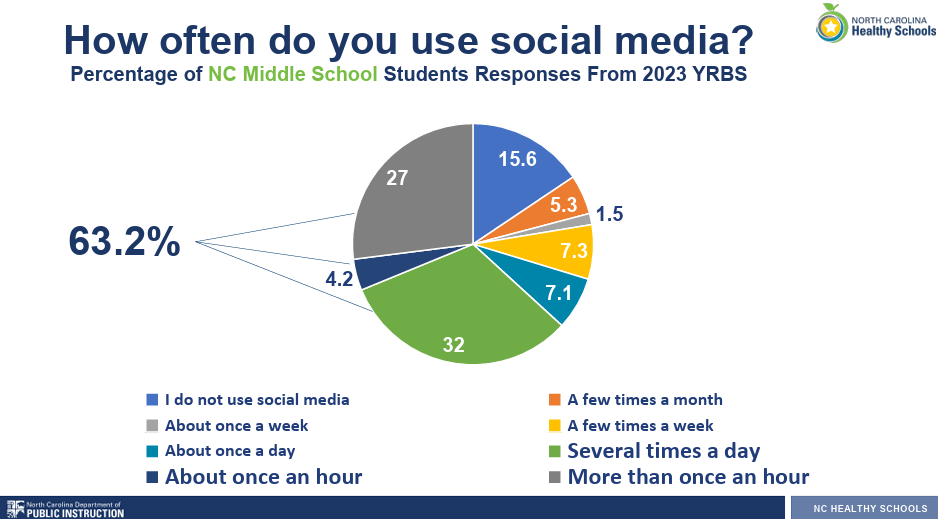 How often do you use social media?
Percentage of NC Middle School Students Responses From 2023 YRBS
NORTH CAROLINA
Healthy Schools
15.6
27
5.3
1.5
63.2%
7.3
4.2
7.1
32
I do not use social media
A few times a month
About once a week
A few times a week
About once a day
Several times a day
About once an hour
More than once an hour
North Carolina Department of
PUBLIC INSTRUCTION
NC HEALTHY SCHOOLS